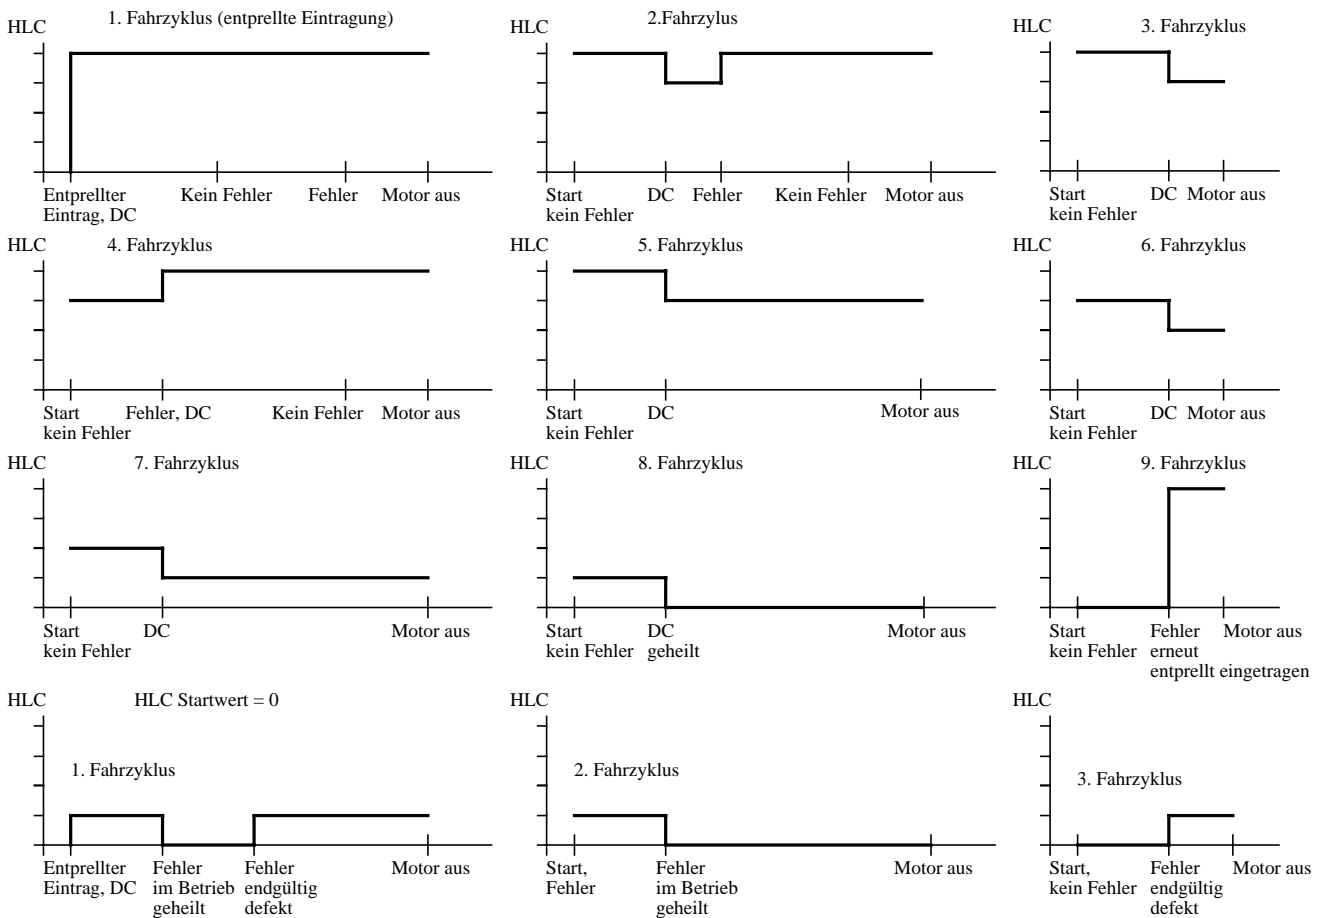 HLC
1. Fahrzyklus (entprellte Eintragung)
Entprellter
Eintrag, DC
Kein Fehler
Fehler
Motor aus
HLC
2.Fahrzylus
Start
kein Fehler
DC
Fehler
Kein Fehler
Motor aus
HLC
3. Fahrzyklus
Start
kein Fehler
DC
Motor aus
HLC
4. Fahrzyklus
Start
kein Fehler
Fehler, DC
Kein Fehler
Motor aus
HLC
5. Fahrzyklus
Start
kein Fehler
DC
Motor aus
HLC
6. Fahrzyklus
Start
kein Fehler
DC
Motor aus
HLC
7. Fahrzyklus
Start
kein Fehler
DC
Motor aus
HLC
8. Fahrzyklus
Start
kein Fehler
DC
geheilt
Motor aus
HLC
9. Fahrzyklus
Start
kein Fehler
Fehler
erneut
entprellt eingetragen
Motor aus
HLC
HLC Startwert = 0
1. Fahrzyklus
Entprellter
Eintrag, DC
Fehler
im Betrieb
geheilt
Fehler
endgültig
defekt
Motor aus
HLC
2. Fahrzyklus
Start,
Fehler
Fehler
im Betrieb
geheilt
Motor aus
HLC
3. Fahrzyklus
Start,
kein Fehler
Fehler
endgültig
defekt
Motor aus